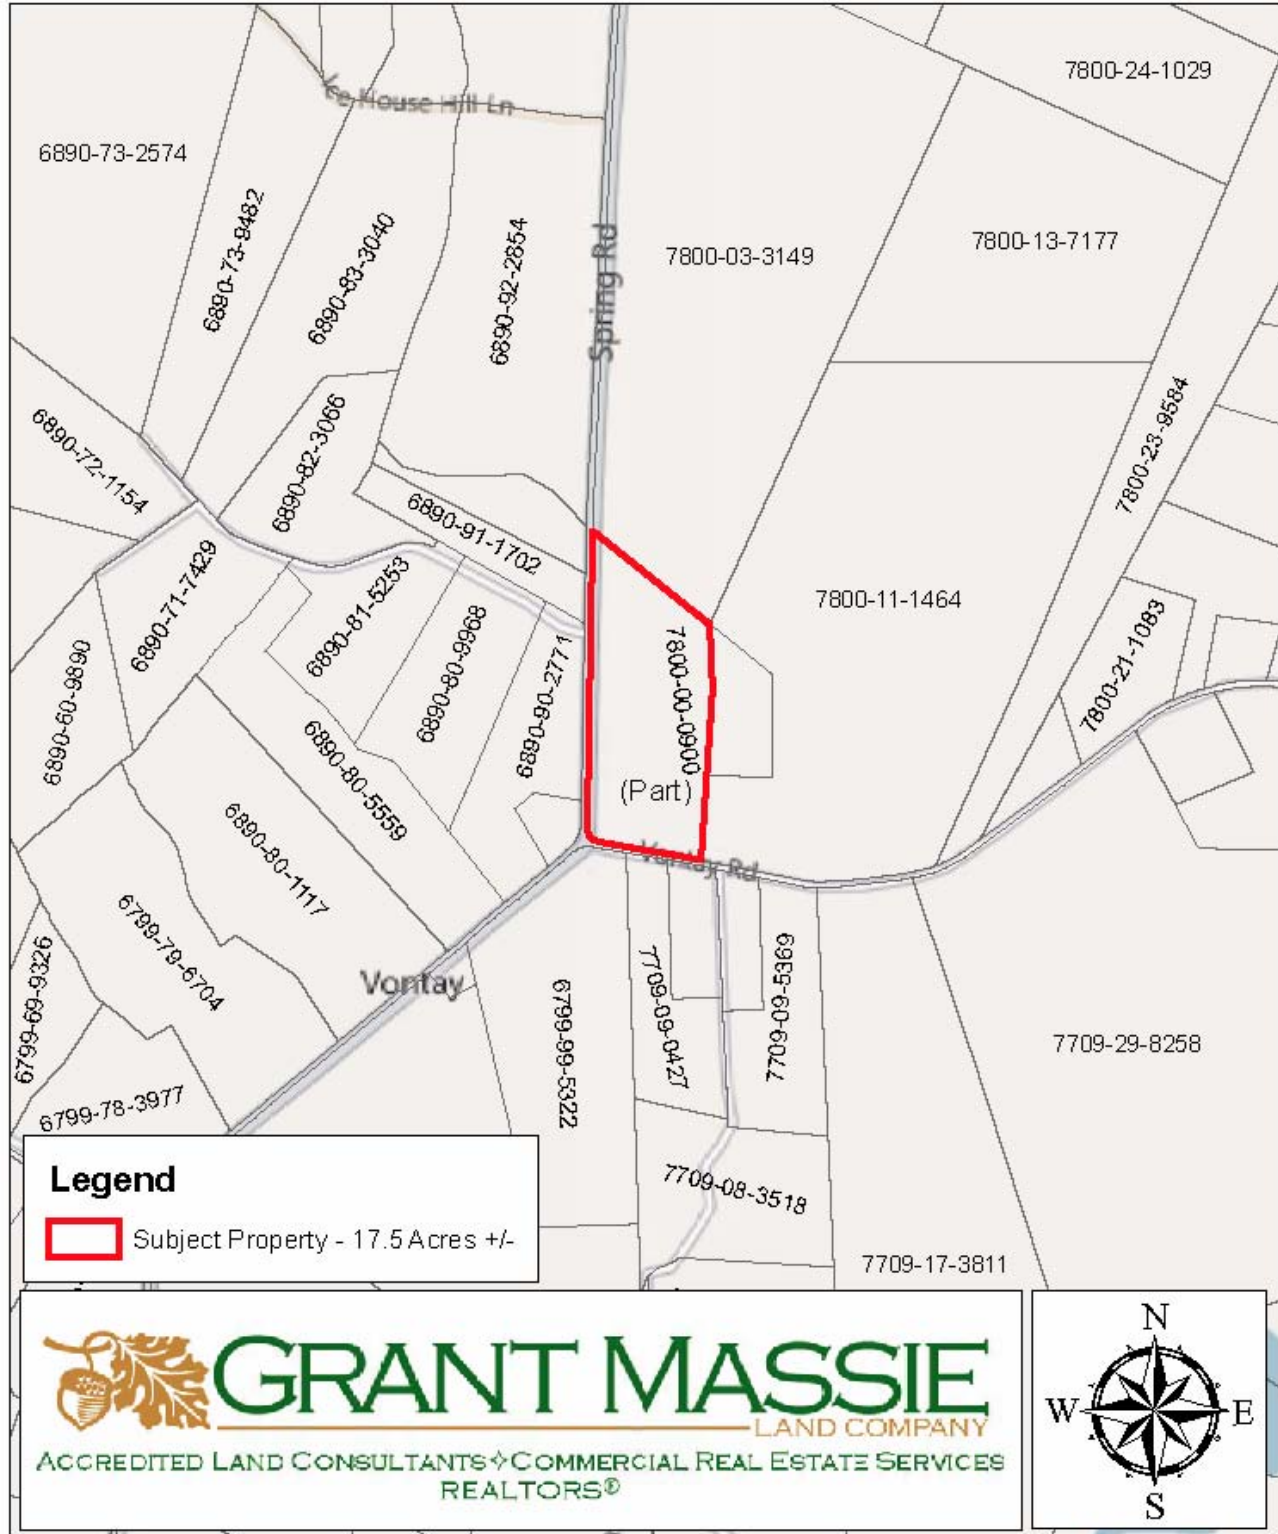 7800-24-1029
Ice House Hill Ln
6890-73-2574
6890-73-9482
6890-83-3040
6890-92-2854
Spring Rd
7800-03-3149
7800-13-7177
6890-72-1154
6890-82-3066
6890-91-1702
7800-23-9584
6890-71-7429
6890-81-5253
6890-80-9968
6890-90-2771
7800-00-0900
(Part)
7800-11-1464
7800-21-1083
6890-60-9890
6890-80-5559
6890-80-1117
Vontay Rd
6799-79-6704
6799-69-9326
Vontay
6799-99-5322
7709-09-0427
7709-09-5369
7709-29-8258
6799-78-3977
7709-08-3518
7709-17-3811
Legend
Subject Property - 17.5 Acres +/-
GRANT MASSIE
LAND COMPANY
ACCREDITED LAND CONSULTANTS✧COMMERCIAL REAL ESTATE SERVICES
REALTORS®
N
W
E
S